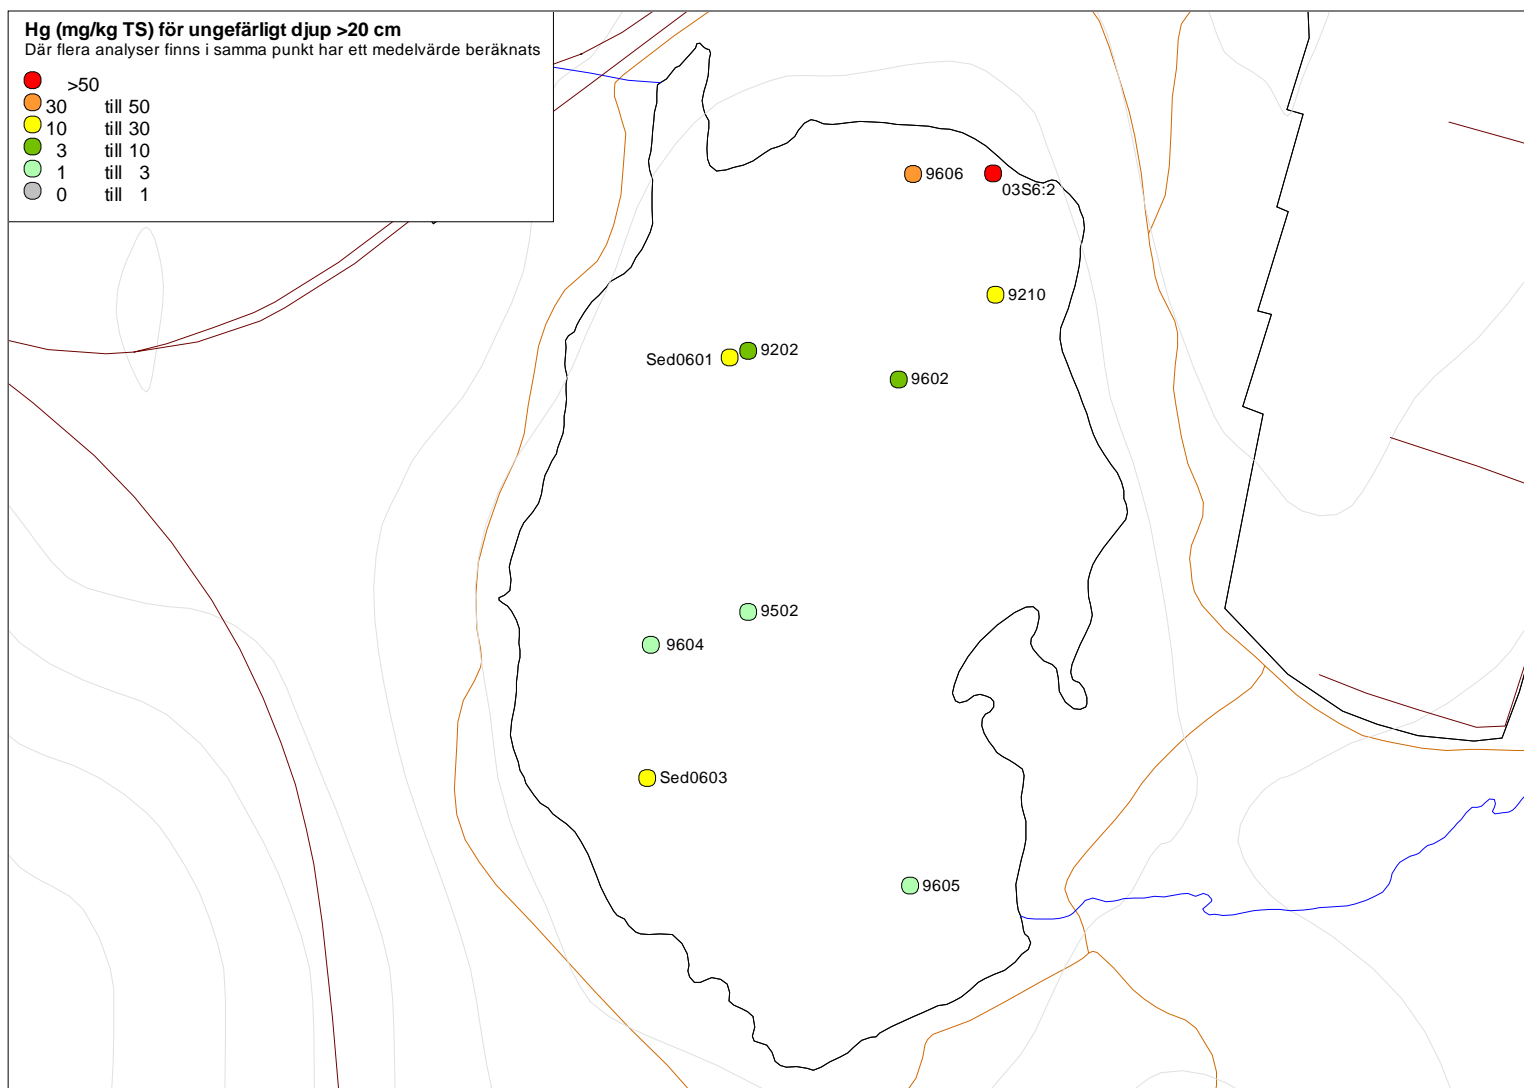 Hg (mg/kg TS) för ungefärligt djup >20 cm
Där flera analyser finns i samma punkt har ett medelvärde beräknats
>50
30 till 50
10 till 30
3 till 10
1 till 3
0 till 1
9606
03S6:2
9210
Sed0601
9202
9602
9502
9604
Sed0603
9605